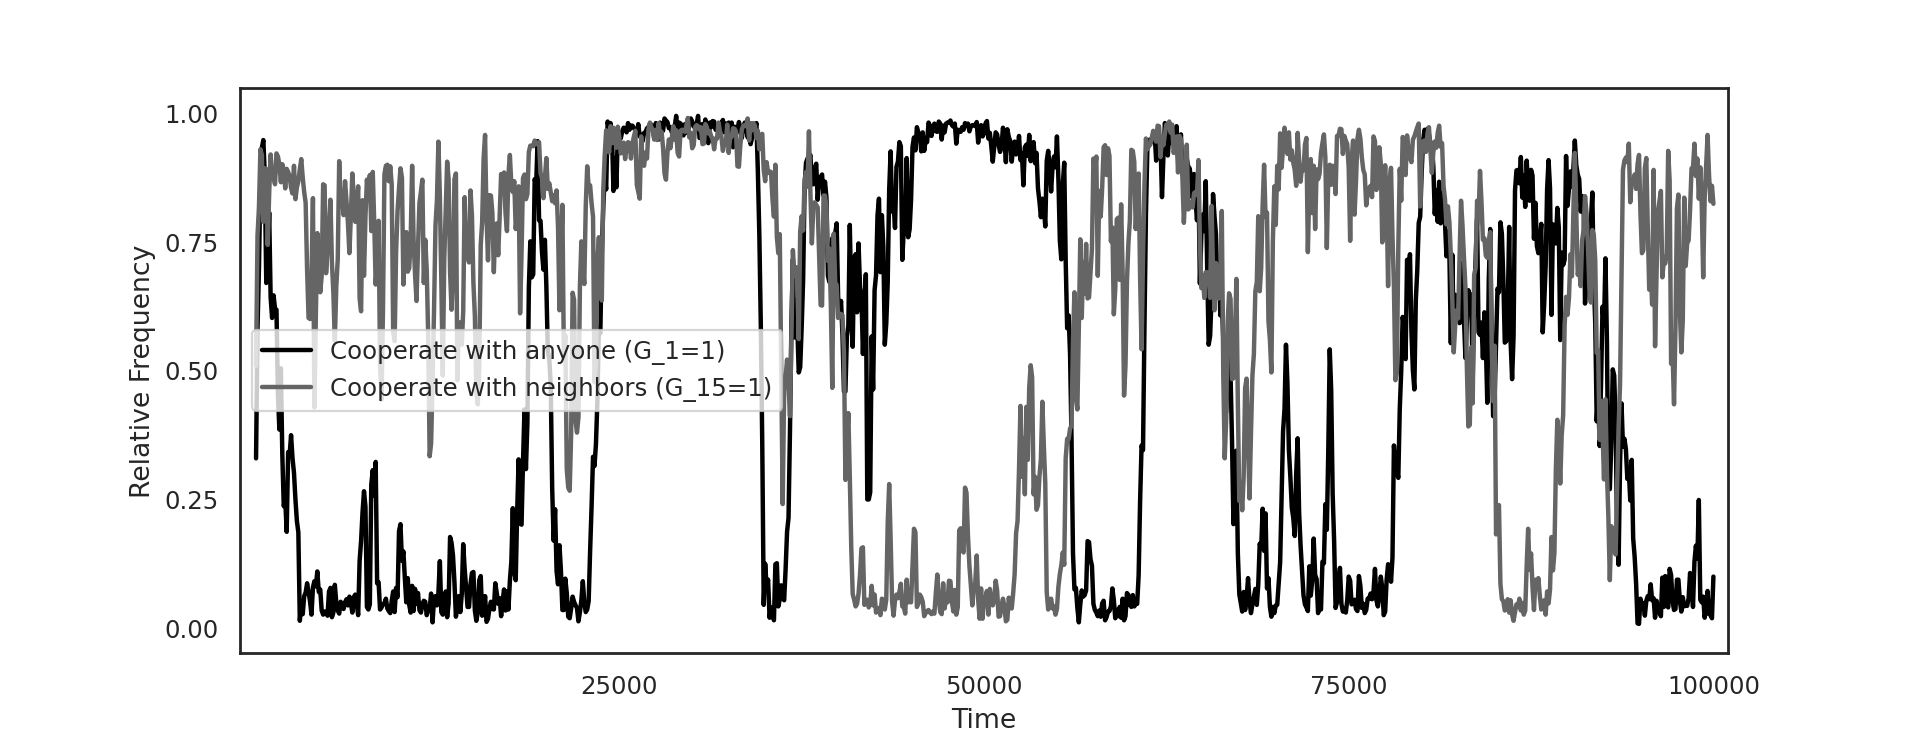 1.00
0.75
0.50
0.25
0.00
Relative Frequency
Cooperate with anyone (G_1=1)
Cooperate with neighbors (G_15=1)
25000 50000 75000 100000
Time